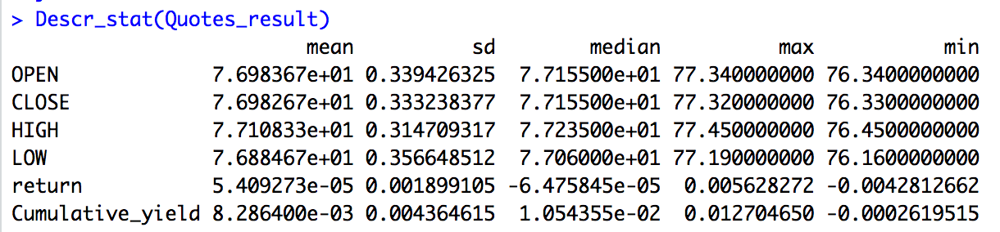 > Descr_stat(Quotes_result)
mean sd median max min
OPEN 7.698367e+01 0.339426325 7.715500e+01 77.340000000 76.3400000000
CLOSE 7.698267e+01 0.333238377 7.715500e+01 77.320000000 76.3300000000
HIGH 7.710833e+01 0.314709317 7.723500e+01 77.450000000 76.4500000000
LOW 7.688467e+01 0.356648512 7.706000e+01 77.190000000 76.1600000000
return 5.409273e-05 0.001899105 -6.475845e-05 0.005628272 -0.0042812662
Cumulative_yield 8.286400e-03 0.004364615 1.054355e-02 0.012704650 -0.0002619515